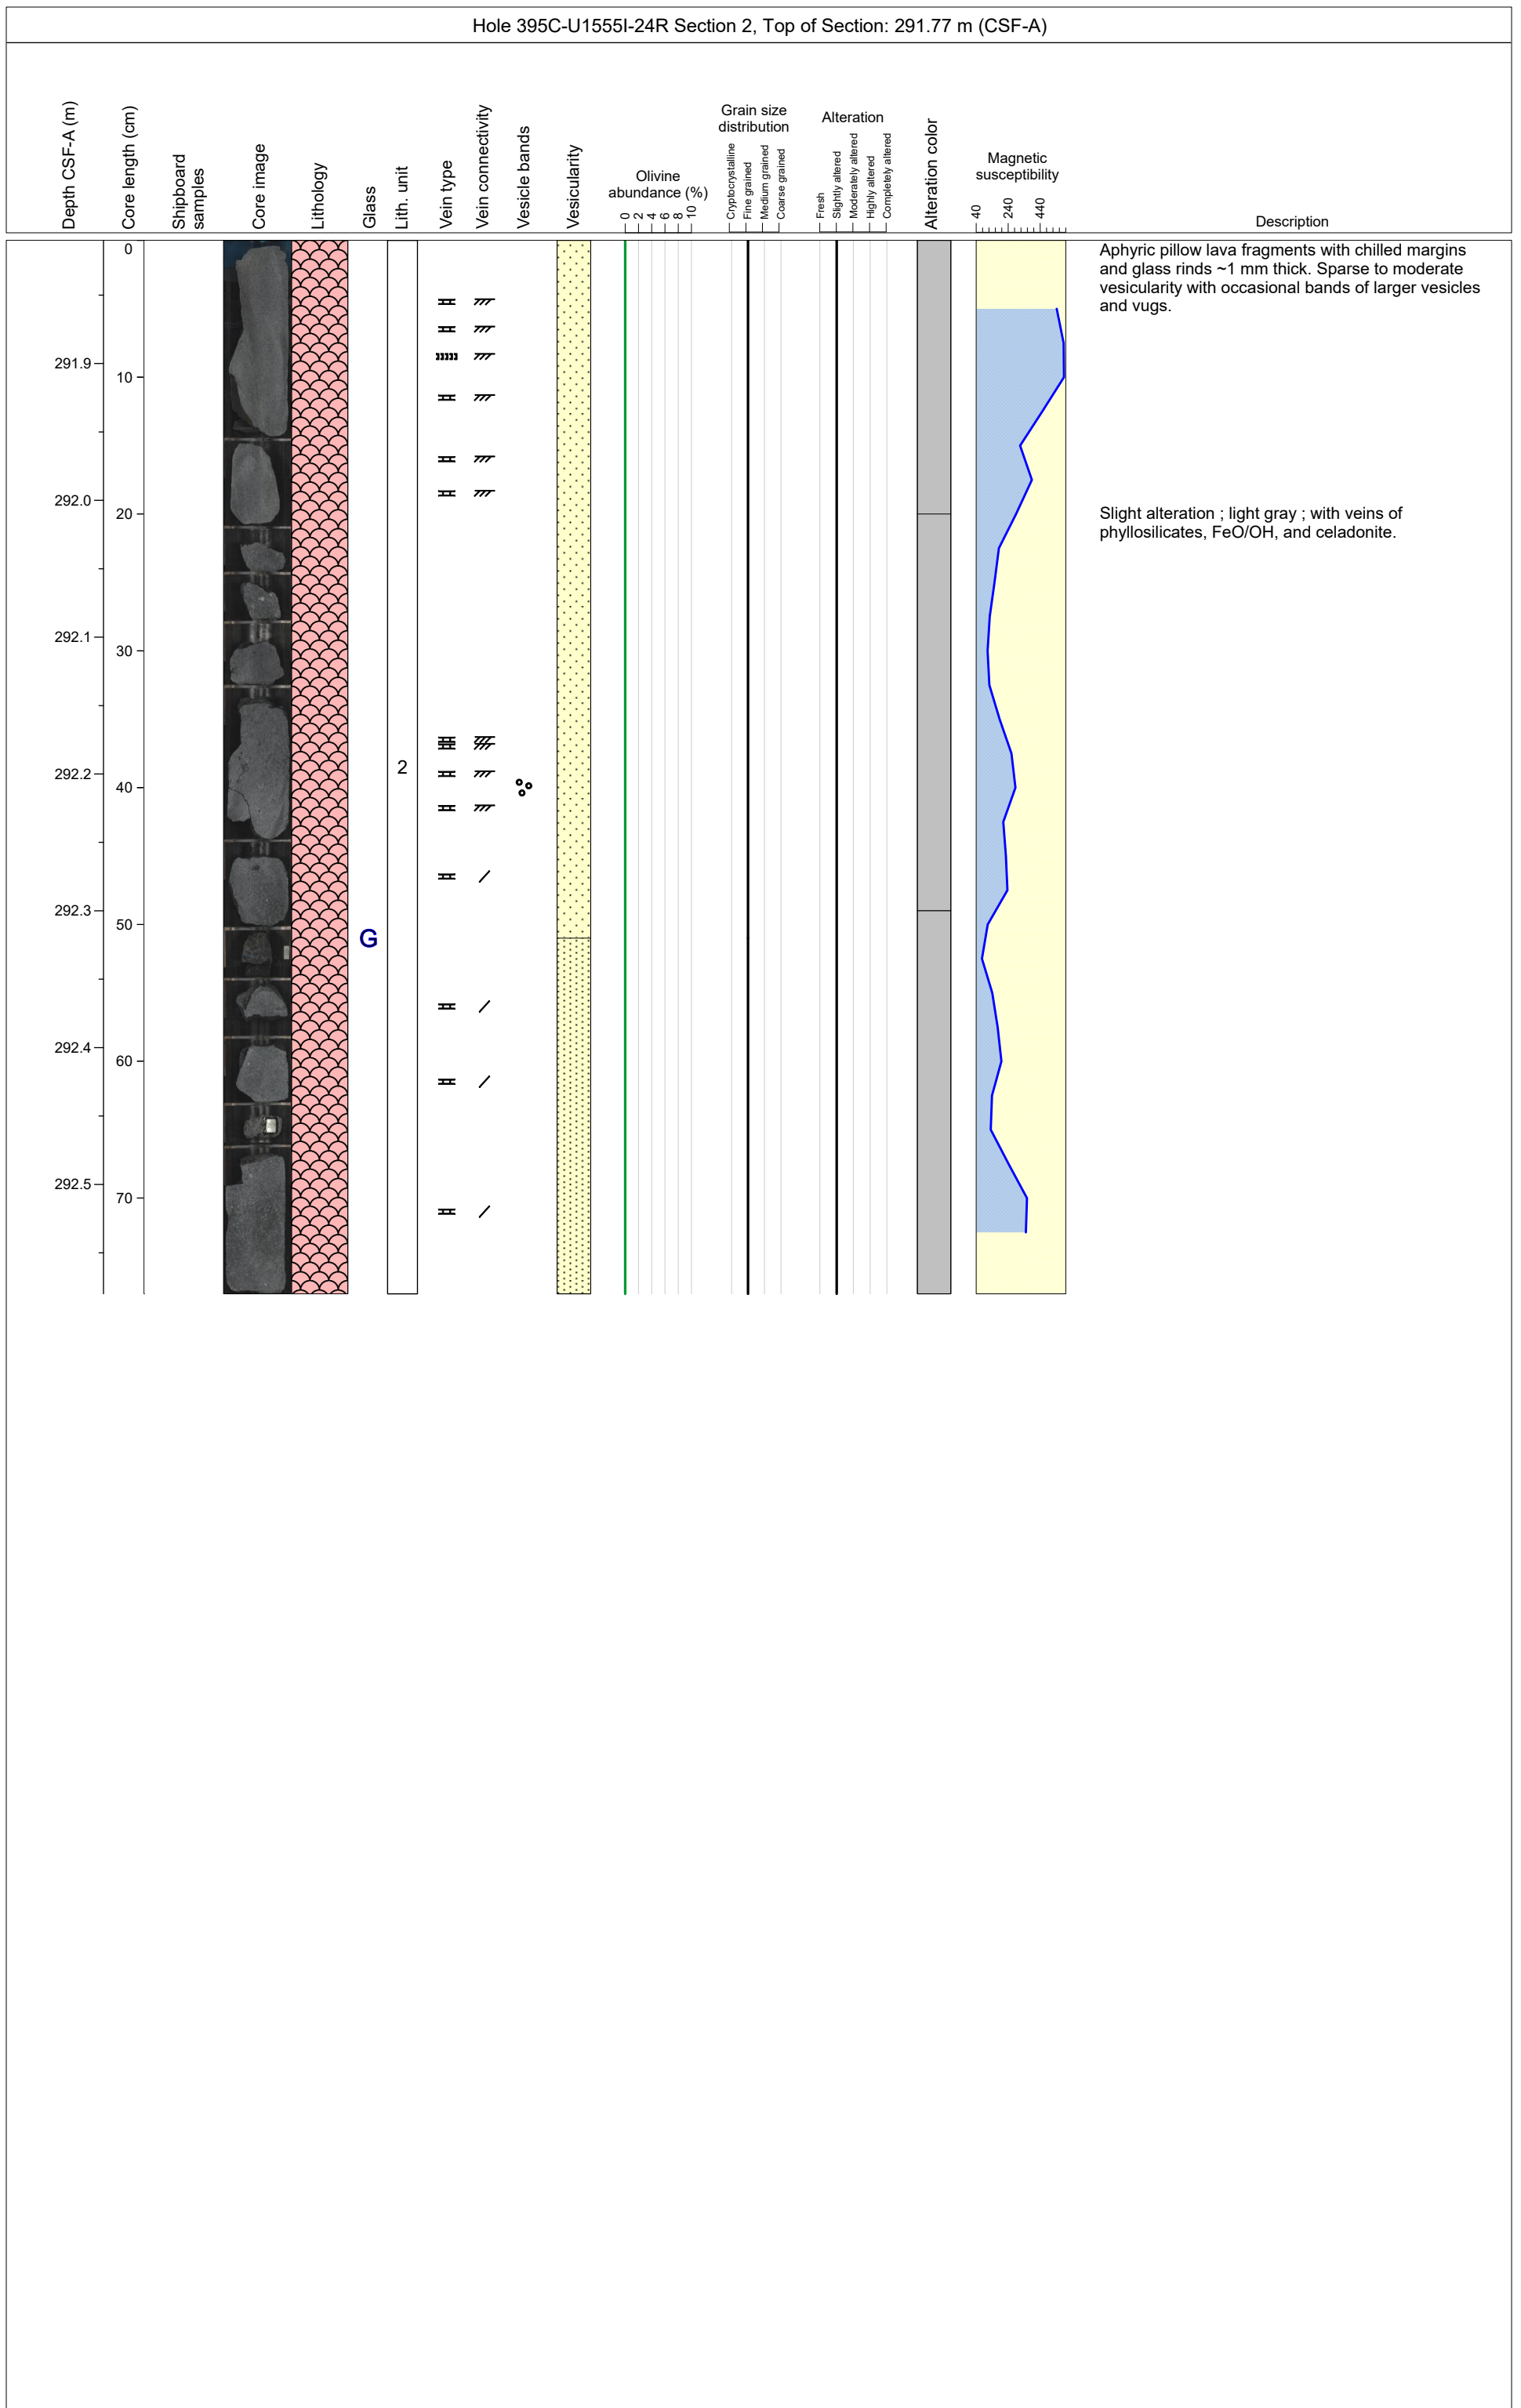 Hole 395C-U1555I-24R Section 2, Top of Section: 291.77 m (CSF-A)
Depth CSF-A (m)
Core length (cm)
Shipboard
samples
Core image
Lithology
Glass
Lith. unit
Vein type
Vein connectivity
Vesicle bands
Vesicularity
Olivine
abundance (%)
0
2
4
6
8
10
Grain size
distribution
Cryptocrystalline
Fine grained
Medium grained
Coarse grained
Alteration
Fresh
Slightly altered
Moderately altered
Highly altered
Completely altered
Alteration color
Magnetic
susceptibility
40
240
440
Description
0
Aphyric pillow lava fragments with chilled margins
and glass rinds ~1 mm thick. Sparse to moderate
vesicularity with occasional bands of larger vesicles
and vugs.
291.9
10
292.0
20
Slight alteration ; light gray ; with veins of
phyllosilicates, FeO/OH, and celadonite.
292.1
30
292.2
2
40
292.3
50
G
292.4
60
292.5
70